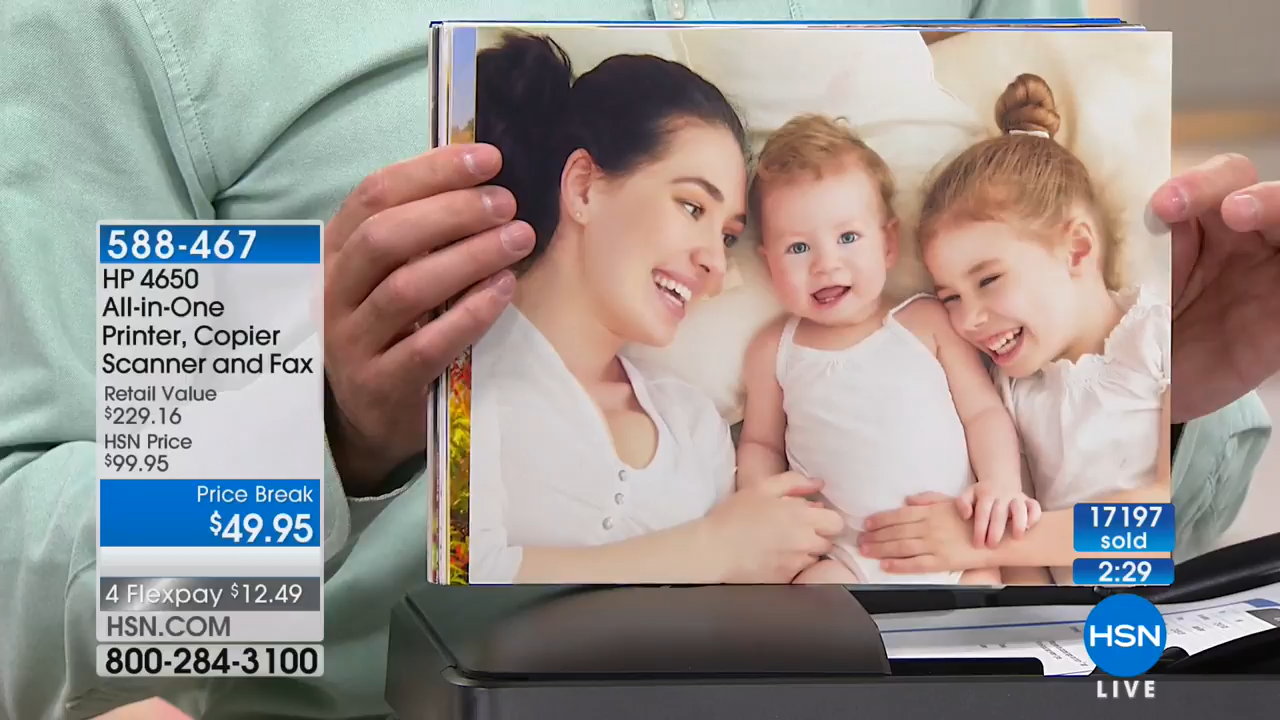 588-467
HP 4650
All-in-One
Printer, Copier
Scanner and Fax
Retail Value
$229.16
HSN Price
$99.95
Price Break
$49.95
4 Flexpay $12.49
HSN.COM
800-284-3100
17197
sold
2:29
HSN
LIVE